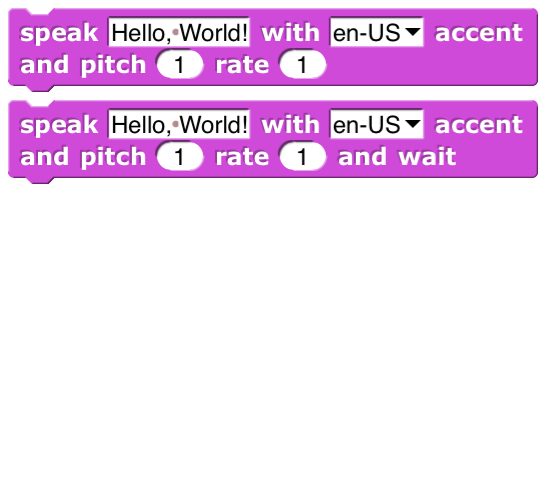 speak Hello, World! with en-US accent
and pitch 1 rate 1
speak Hello, World! with en-US accent
and pitch 1 rate 1 and wait